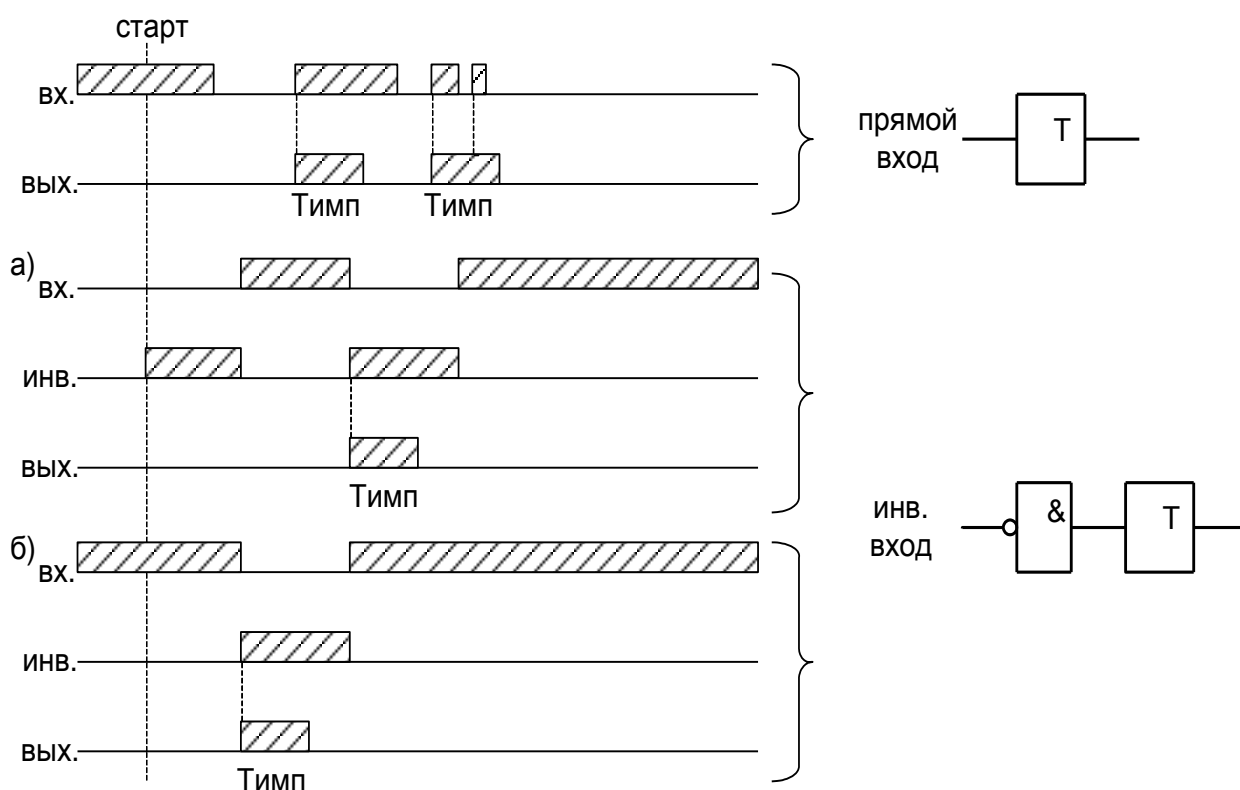 старт
вх.
вых.
Тимп Тимп
прямой
вход
T
а)
вх.
инв.
вых.
Тимп
б)
вх.
инв.
вых.
Тимп
инв.
вход
&
T